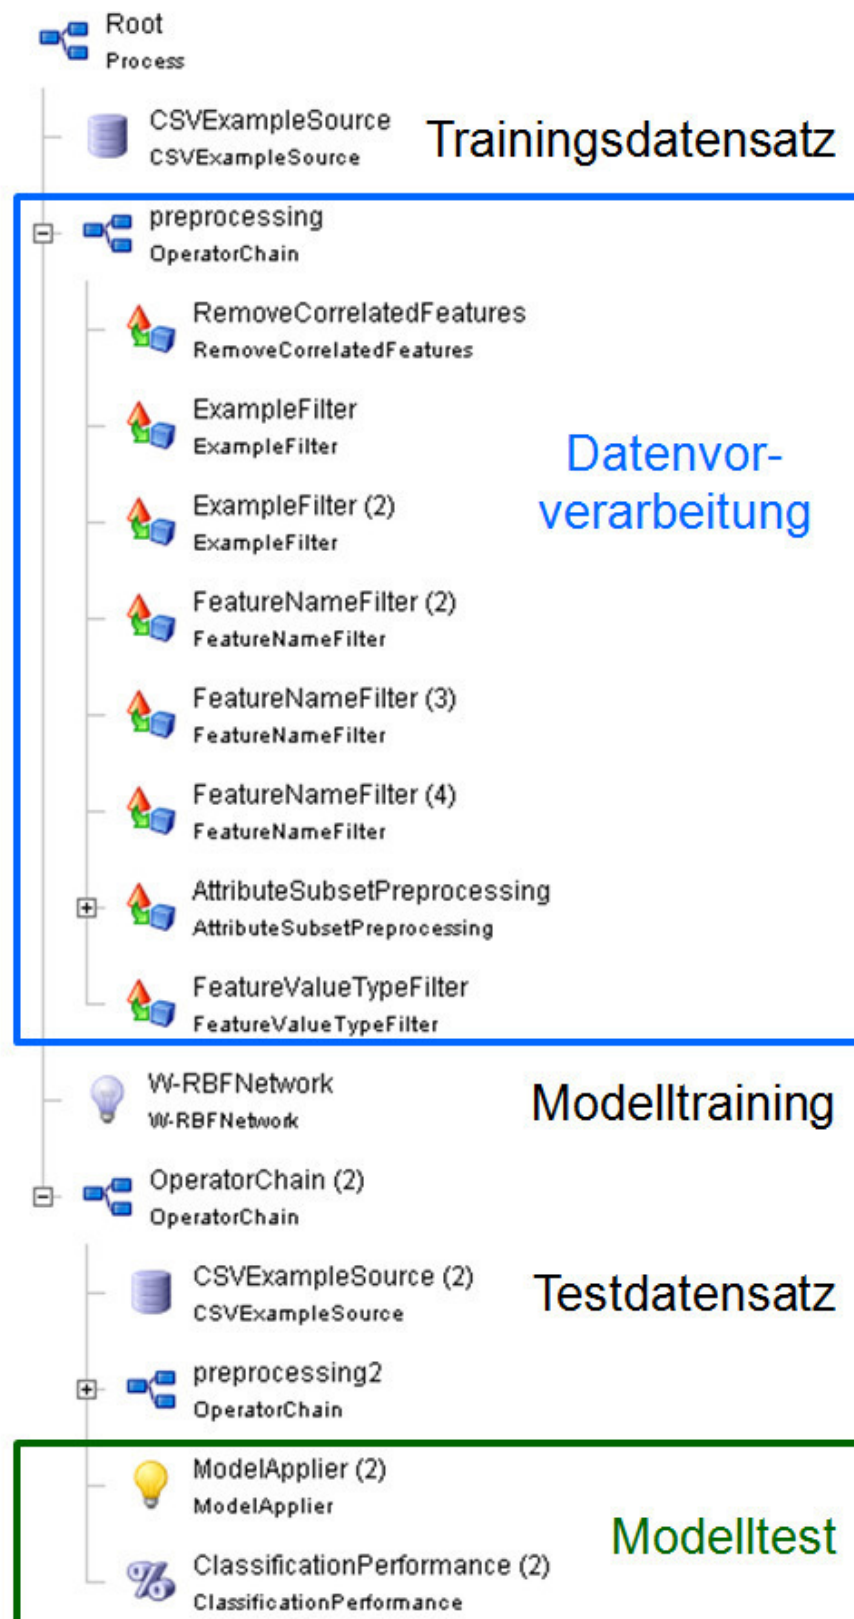 Root
Process
CSVExampleSource
CSVExampleSource
Trainingsdatensatz
preprocessing
OperatorChain
RemoveCorrelatedFeatures
RemoveCorrelatedFeatures
ExampleFilter
ExampleFilter
Datenvor-
verarbeitung
ExampleFilter (2)
ExampleFilter
FeatureNameFilter (2)
FeatureNameFilter
FeatureNameFilter (3)
FeatureNameFilter
FeatureNameFilter (4)
FeatureNameFilter
AttributeSubsetPreprocessing
AttributeSubsetPreprocessing
FeatureValueTypeFilter
FeatureValueTypeFilter
W-RBFNetwork
W-RBFNetwork
Modelltraining
OperatorChain (2)
OperatorChain
CSVExampleSource (2)
CSVExampleSource
Testdatensatz
preprocessing2
OperatorChain
ModelApplier (2)
ModelApplier
Modelltest
ClassificationPerformance (2)
ClassificationPerformance